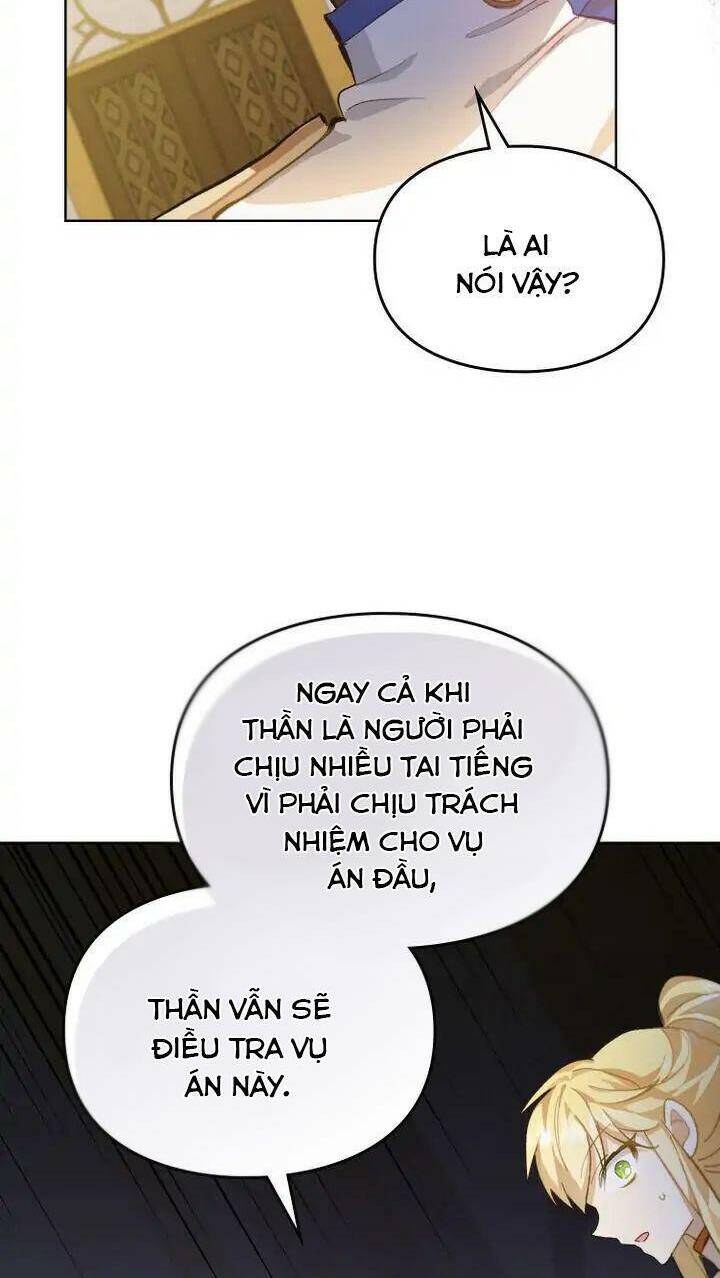 LÀ AI
NÓI VẬY?
NGAY CẢ KHI
THẦN LÀ NGƯỜI PHẢI
CHỊU NHIỀU TAI TIẾNG
VÌ PHẢI CHỊU TRÁCH
NHIỆM CHO VỤ
ÁN ĐẦU,
THẦN VẪN SẼ
ĐIỀU TRA VỤ
ÁN NÀY.